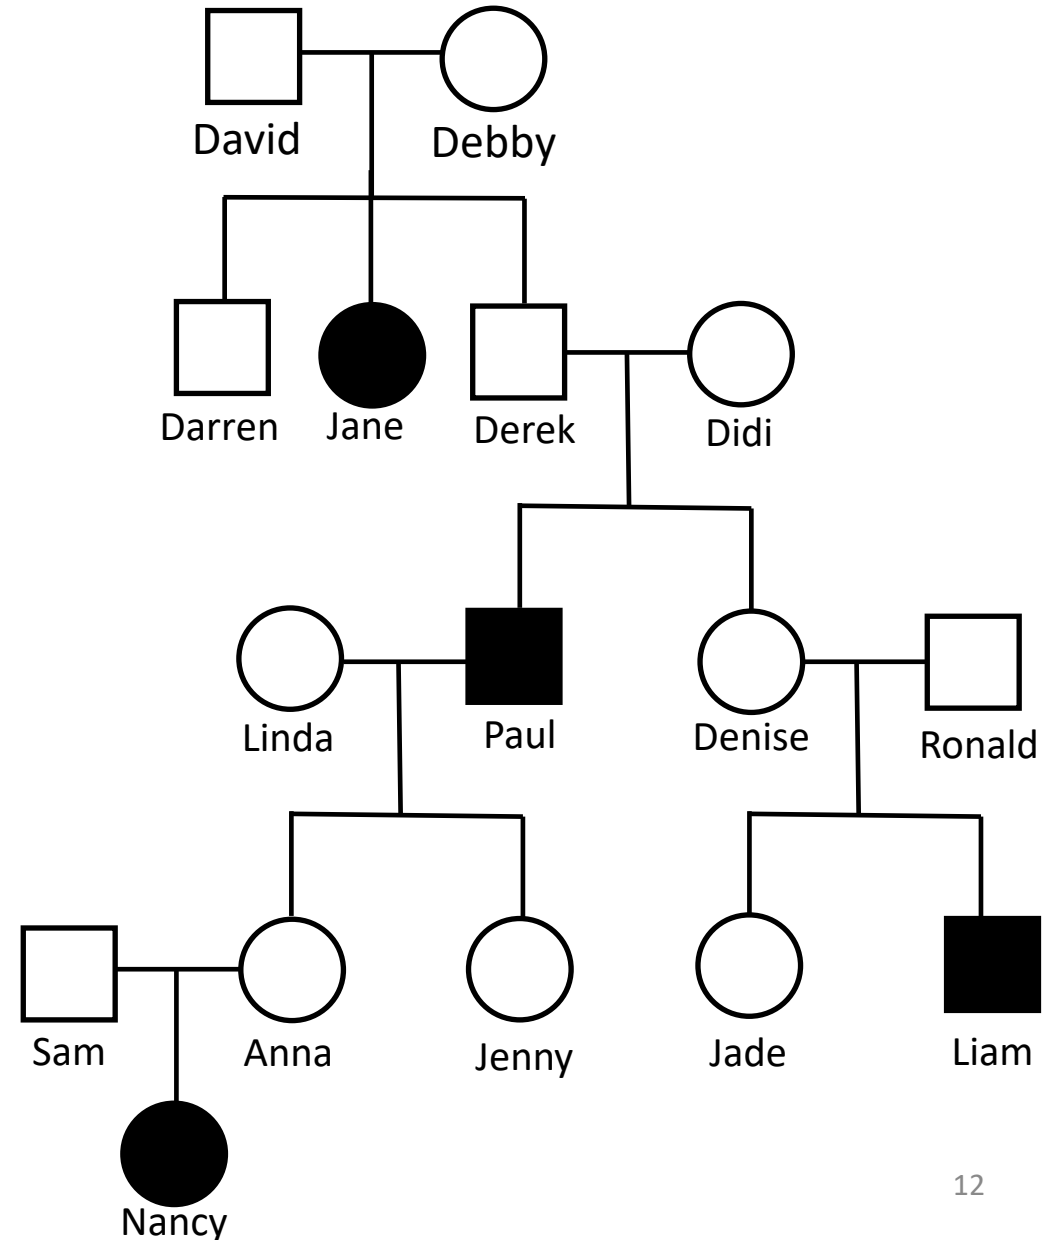 David
Debby
Darren
Jane
Derek
Didi
Linda
Paul
Denise
Ronald
Sam
Anna
Jenny
Jade
Liam
Nancy
12